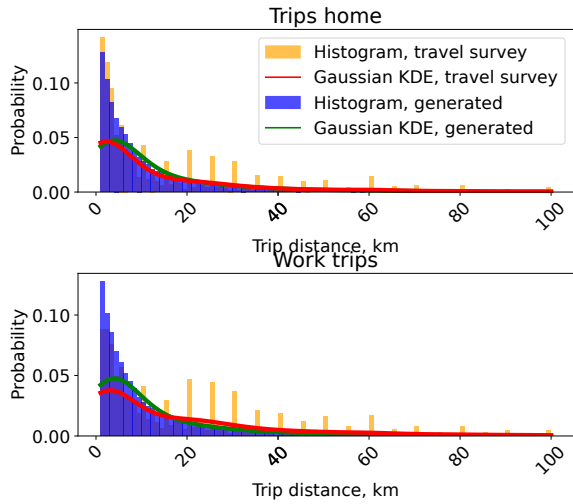 Trips home
Probability
0.10
0.05
0.00
Histogram, travel survey
Gaussian KDE, travel survey
Histogram, generated
Gaussian KDE, generated
0 20 40 60 80 100
Trip distance, km
Work trips
Probability
0.10
0.05
0.00
0 20 40 60 80 100
Trip distance, km